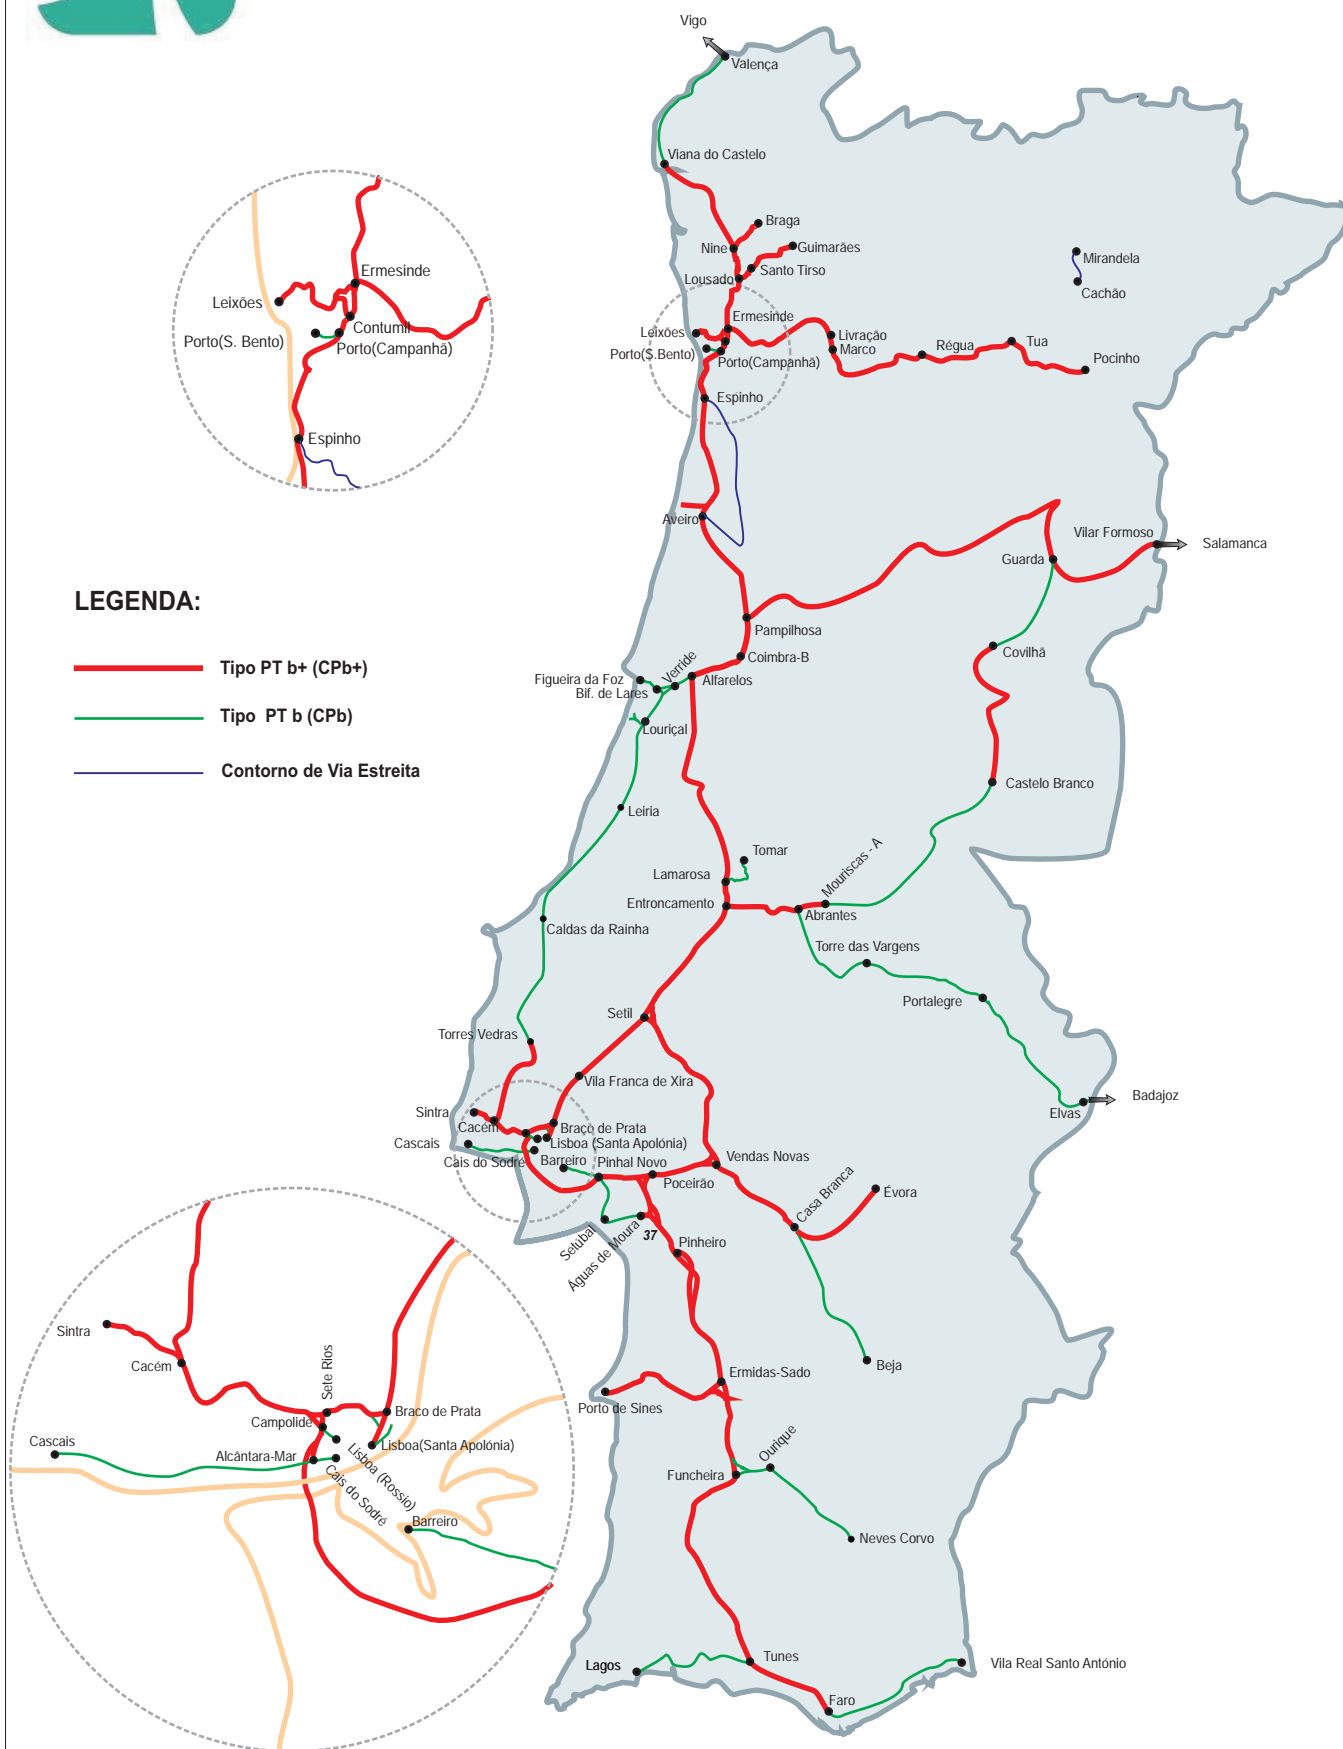 Vigo
Valença
Viana do Castelo
Braga
Nine
Guimarães
Santo Tirso
Lousado
Mirandela
Cachão
Ermesinde
Leixões
Livração
Marco
Porto(S.Bento)
Porto(Campanhã)
Régua
Tua
Pocinho
Espinho
Ermesinde
Leixões
Contumil
Porto(S. Bento)
Porto(Campanhã)
Espinho
Aveiro
Vilar Formoso
Salamanca
Guarda
LEGENDA:
Tipo PT b+ (CPb+)
Tipo PT b (CPb)
Contorno de Via Estreita
Pampilhosa
Coimbra-B
Covilhã
Verride
Figueira da Foz
Bif. de Lares
Alfarelos
Louriçal
Castelo Branco
Leiria
Tomar
Mouriscas - A
Lamarosa
Entroncamento
Abrantes
Caldas da Rainha
Torre das Vargens
Portalegre
Setil
Torres Vedras
Vila Franca de Xira
Badajoz
Elvas
Sintra
Cacém
Braço de Prata
Cascais
Lisboa (Santa Apolónia)
Cais do Sodré
Barreiro
Pinhal Novo
Vendas Novas
Poceirão
Casa Branca
Évora
Setúbal
Águas de Moura
37
Pinheiro
Beja
Ermidas-Sado
Porto de Sines
Funcheira
Ourique
Neves Corvo
Lagos
Tunes
Vila Real Santo António
Faro
Sintra
Cacém
Sete Rios
Campolide
Braco de Prata
Cascais
Alcântara-Mar
Lisboa(Santa Apolónia)
Lisboa (Rossio)
Cais do Sodré
Barreiro